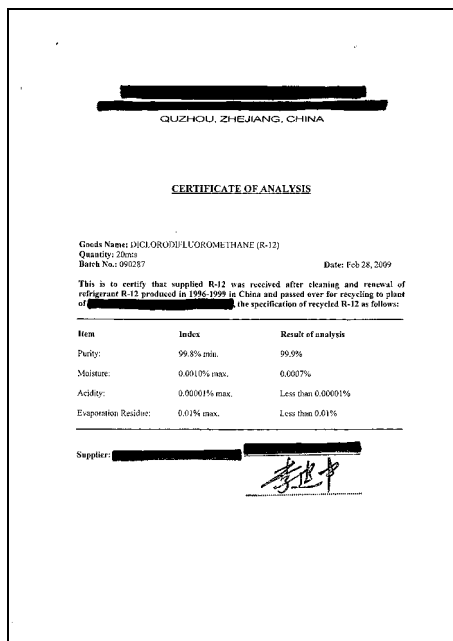 QUZHOU, ZHEJIANG, CHINA
CERTIFICATE OF ANALYSIS
Goods Name: DICLORODIFLUOROMETHANE (R-12)
Quantity: 20mts
Batch No.: 090287 Date: Feb 28, 2009
This is to certify that supplied R-12 was received after cleaning and renewal of
refrigerant R-12 produced in 1996-1999 in China and passed over for recycling to plant
of , the specification of recycled R-12 as follows:
Item Index Result of analysis
Purity: 99.8% min. 99.9%
Moisture: 0.0010% max. 0.0007%
Acidity: 0.00001% max. Less than 0.00001%
Evaporation Residue: 0.01% max. Less than 0.01%
Supplier: